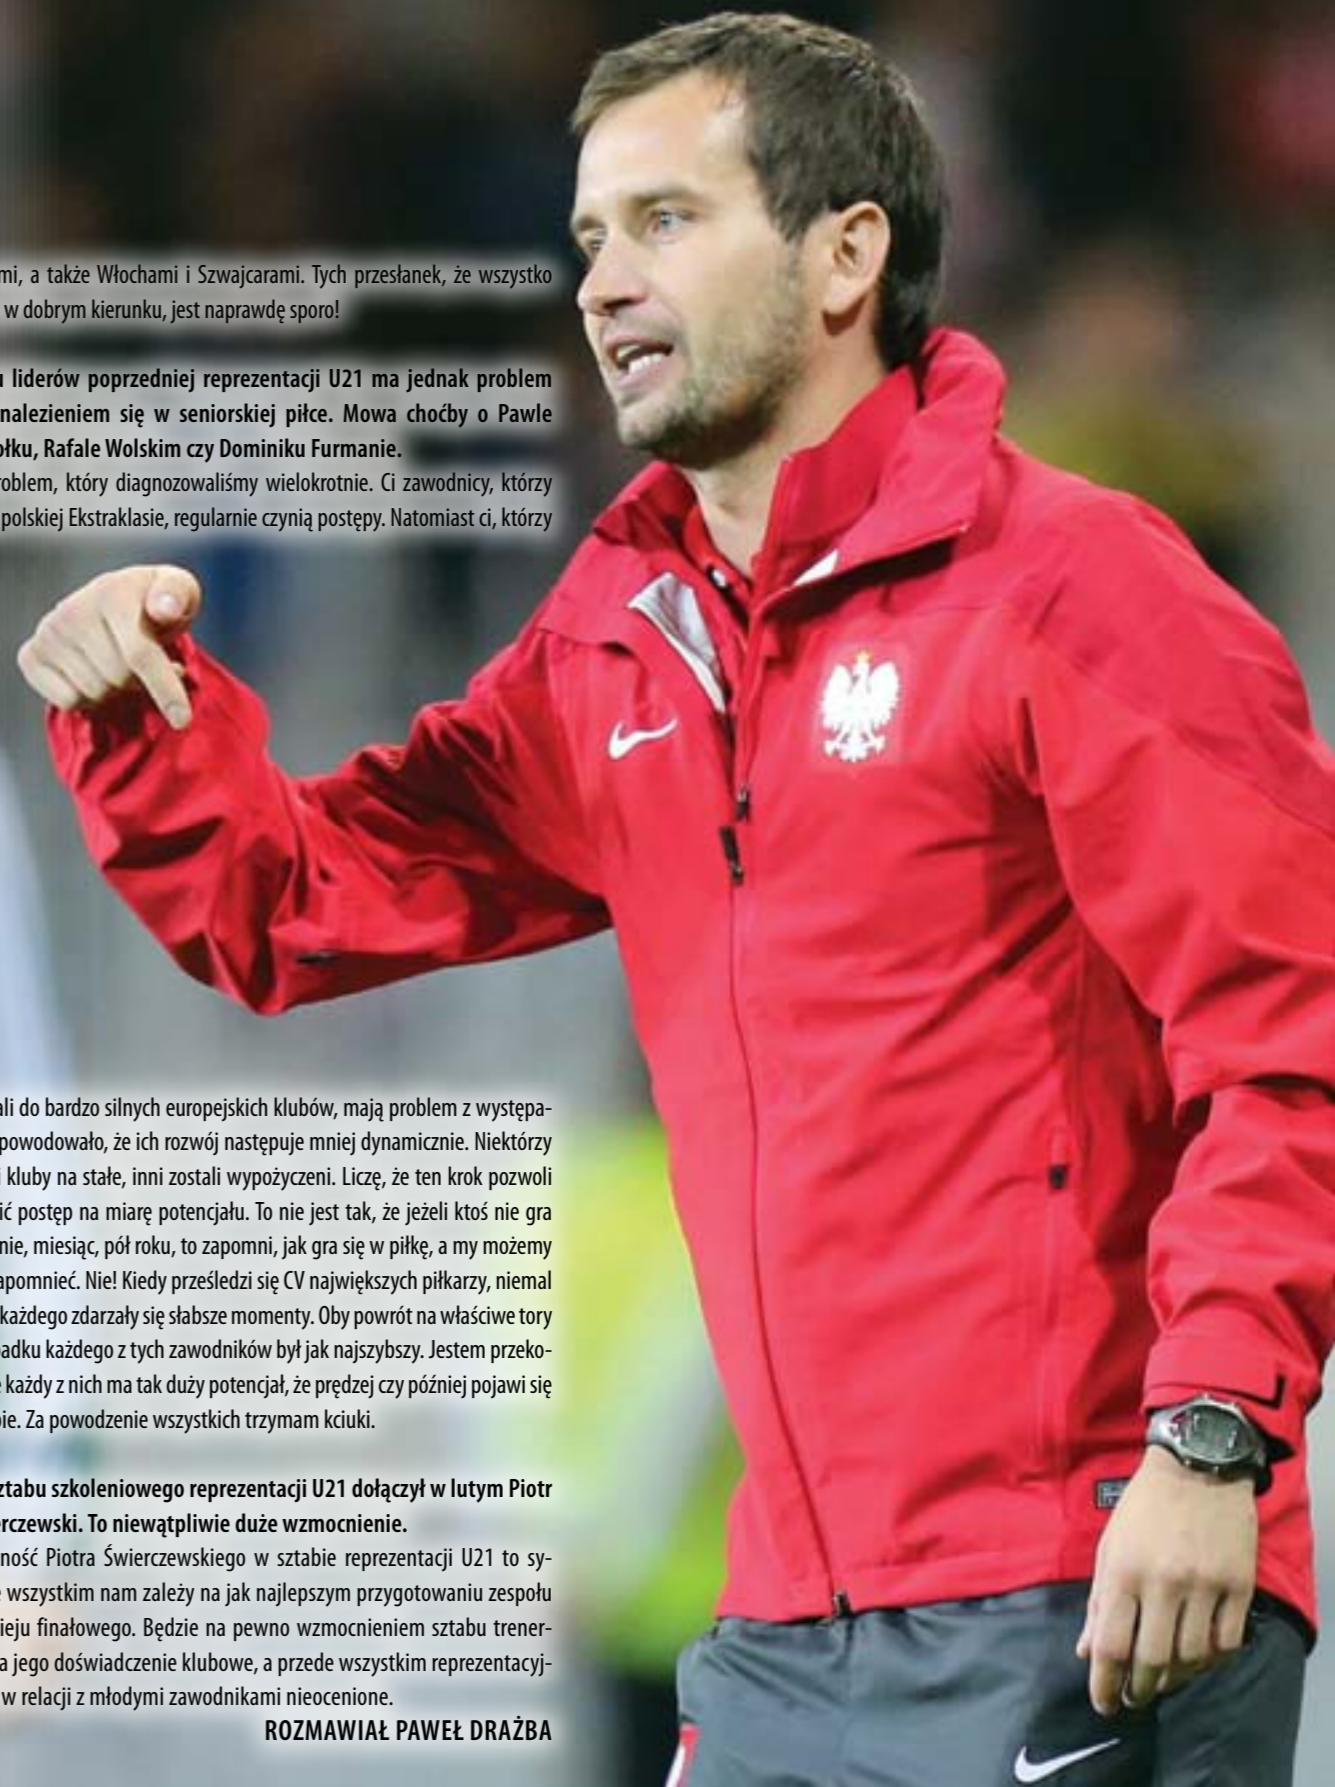 mi, a także Włochami i Szwajcarami. Tych przesłanek, że wszystko
w dobrym kierunku, jest naprawdę sporo!
u liderów poprzedniej reprezentacji U21 ma jednak problem
nalezieniem się w seniorskiej piłce. Mowa choćby o Pawle
ołku, Rafale Wolskim czy Dominiku Furmanie.
roblem, który diagnozowaliśmy wielokrotnie. Ci zawodnicy, którzy
polskiej Ekstraklasie, regularnie czynią postępy. Natomiast ci, którzy
ali do bardzo silnych europejskich klubów, mają problem z występa-
powodowało, że ich rozwój następuje mniej dynamicznie. Niektórzy
i kluby na stałe, inni zostali wypożyczeni. Liczę, że ten krok pozwoli
ić postęp na miarę potencjału. To nie jest tak, że jeżeli ktoś nie gra
nie, miesiąc, pół roku, to zapomni, jak gra się w piłkę, a my możemy
apomnieć. Nie! Kiedy prześledzi się CV największych piłkarzy, niemal
każdego zdarzały się słabsze momenty. Oby powrót na właściwe tory
adku każdego z tych zawodników był jak najszybszy. Jestem przeko-
e każdy z nich ma tak duży potencjał, że prędzej czy później pojawi się
pie. Za powodzenie wszystkich trzymam kciuki.
ztabu szkoleniowego reprezentacji U21 dołączył w lutym Piotr
erczewski. To niewątpliwie duże wzmocnienie.
ność Piotra Świerczewskiego w sztabie reprezentacji U21 to sy-
e wszystkim nam zależy na jak najlepszym przygotowaniu zespołu
ieju finałowego. Będzie na pewno wzmocnieniem sztabu trener-
a jego doświadczenie klubowe, a przede wszystkim reprezentacyj-
w relacji z młodymi zawodnikami nieocenione.
ROZMAWIAŁ PAWEŁ DRAŻBA